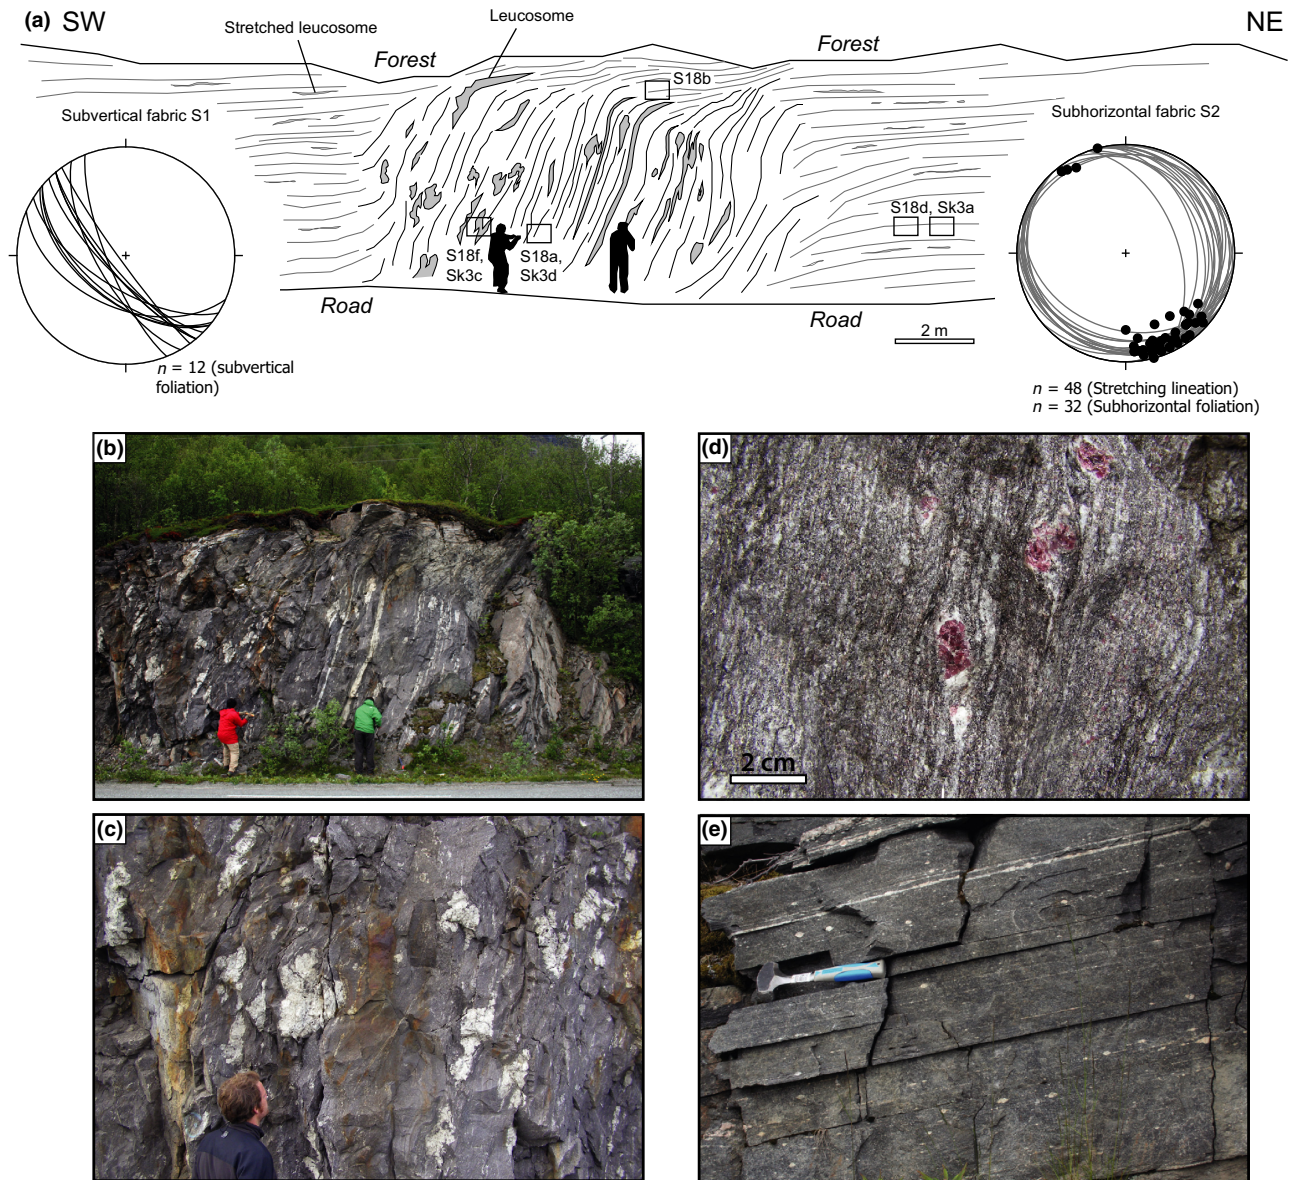 (a) SW
NE
Stretched leucosome
Leucosome
Forest
Forest
S18b
Subvertical fabric S1
Subhorizontal fabric S2
S18d, Sk3a
S18f,
Sk3c
S18a,
Sk3d
Road
Road
2 m
n = 12 (subvertical
foliation)
n = 48 (Stretching lineation)
n = 32 (Subhorizontal foliation)
(b)
(d)
2 cm
(c)
(e)